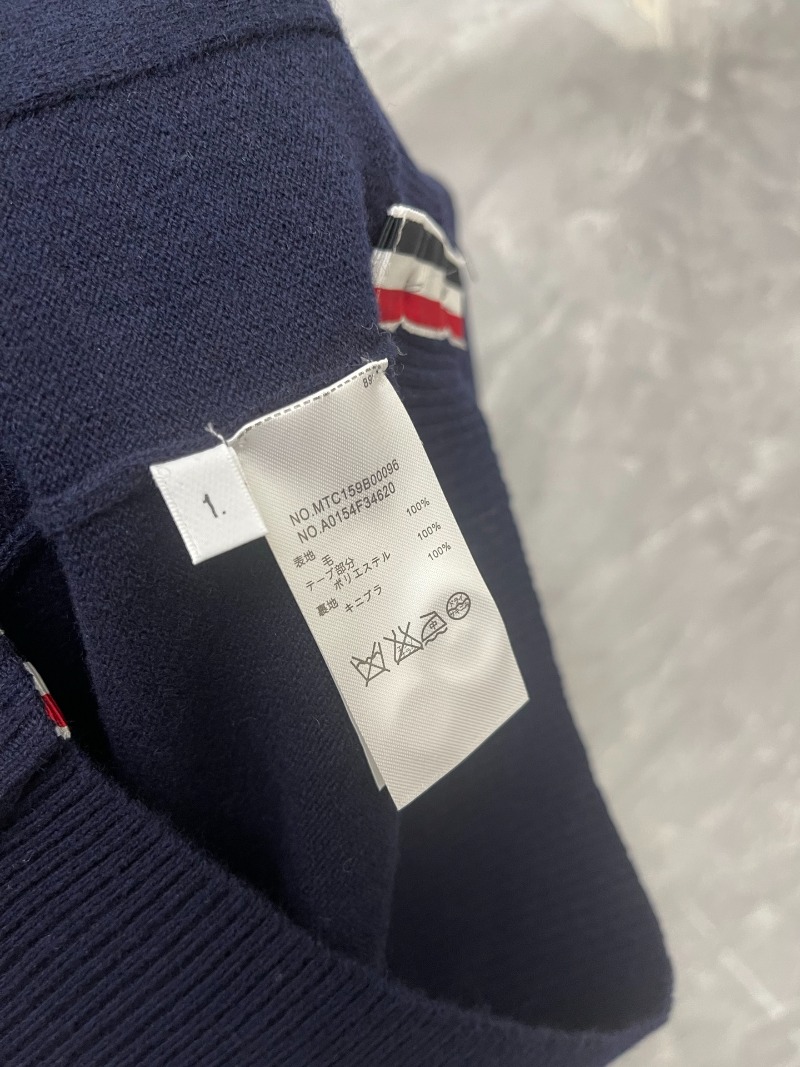 1.
NO.MTC159B00096
NO.A0154F34620
表地 毛 100%
テープ部分
ポリエステル 100%
裏地 キニプラ 100%